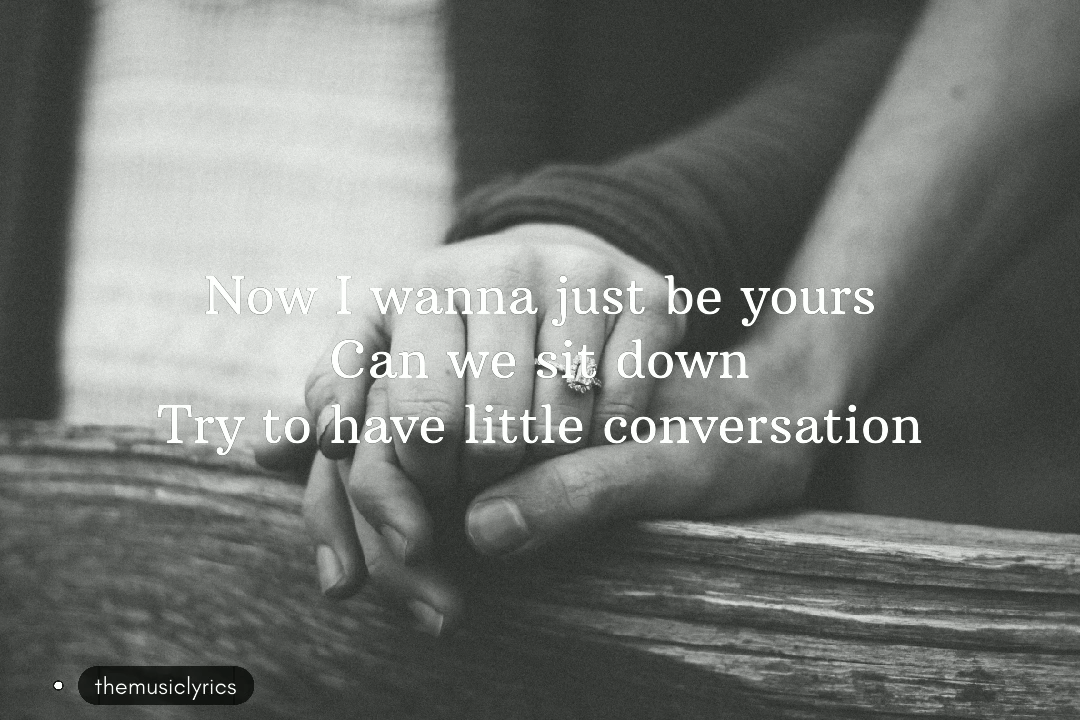 Now I wanna just be yours
Can we sit down
Try to have little conversation
themusiclyrics